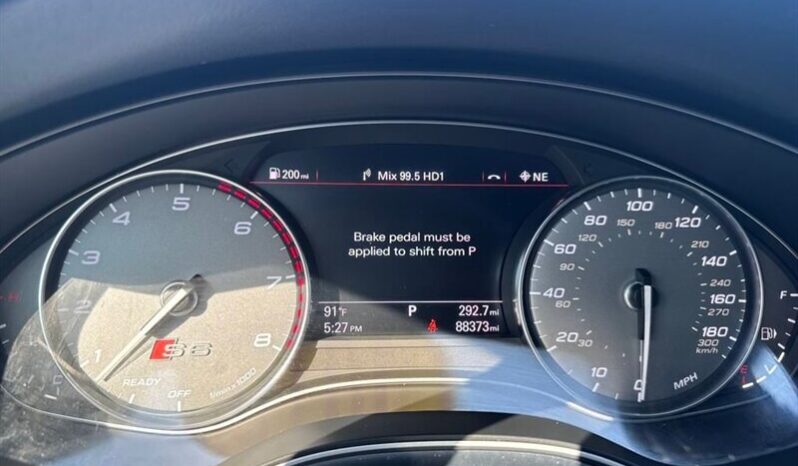 200 mi Mix 99.5 HD1 NE
Brake pedal must be
applied to shift from P
91°F P 292.7 mi
5:27 PM 88373 mi
1
2
3
4
5
6
7
8
S6
READY
OFF
1/min x 1000
H
0
10
20
40
60
80
100
120
140
160
180
30
60
90
120
150
180
210
240
270
300
km/h
MPH
F
E